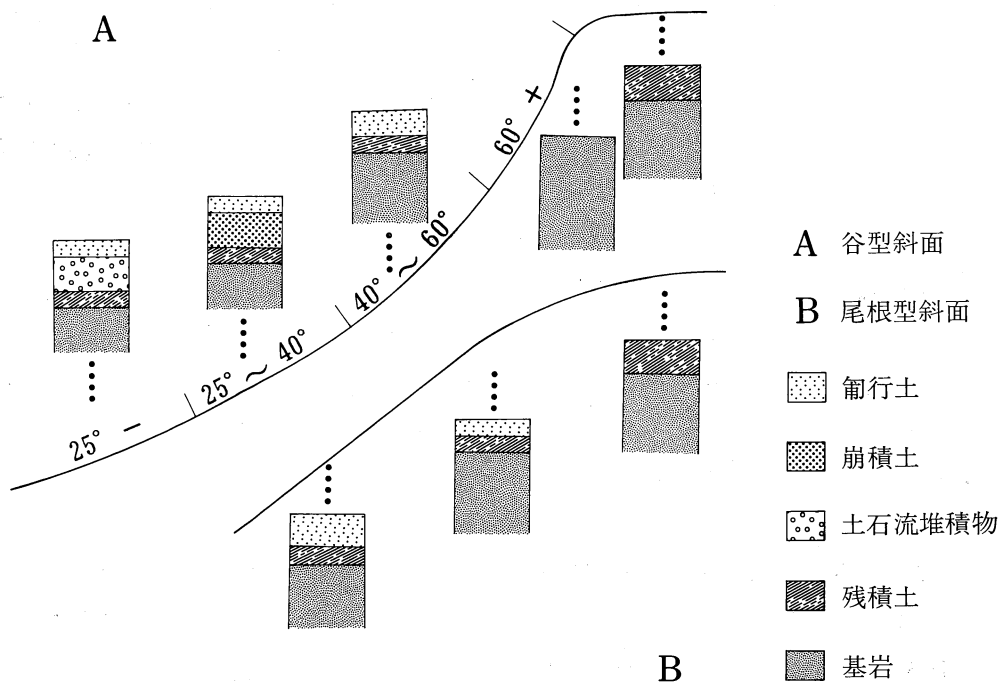 A
60° +
40° ~ 60°
25° ~ 40°
25° −
A 谷型斜面
B 尾根型斜面
匍行土
崩積土
土石流堆積物
残積土
基岩
B